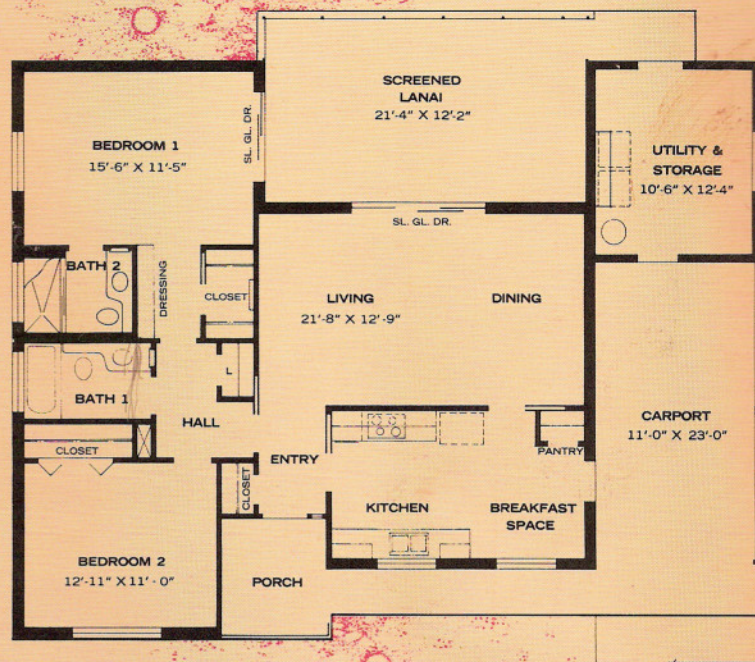 SCREENED
LANAI
21'-4" X 12'-2"
BEDROOM 1
15'-6" X 11'-5"
SL. GL. DR.
UTILITY &
STORAGE
10'-6" X 12'-4"
SL. GL. DR.
BATH 2
DRESSING
CLOSET
LIVING
21'-8" X 12'-9"
DINING
L
BATH 1
HALL
CARPORT
11'-0" X 23'-0"
CLOSET
ENTRY
PANTRY
CLOSET
KITCHEN
BREAKFAST
SPACE
BEDROOM 2
12'-11" X 11'-0"
PORCH